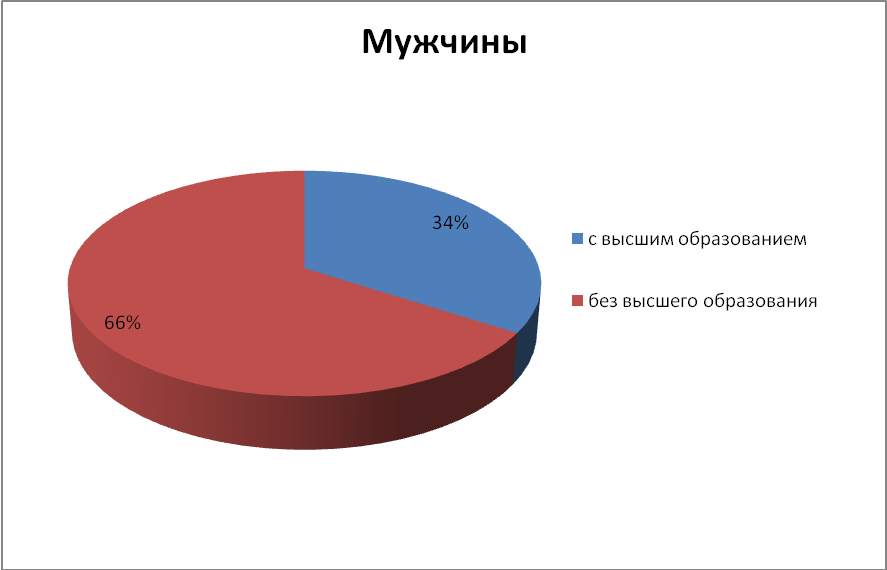 Мужчины
34%
с высшим образованием
без высшего образования
66%